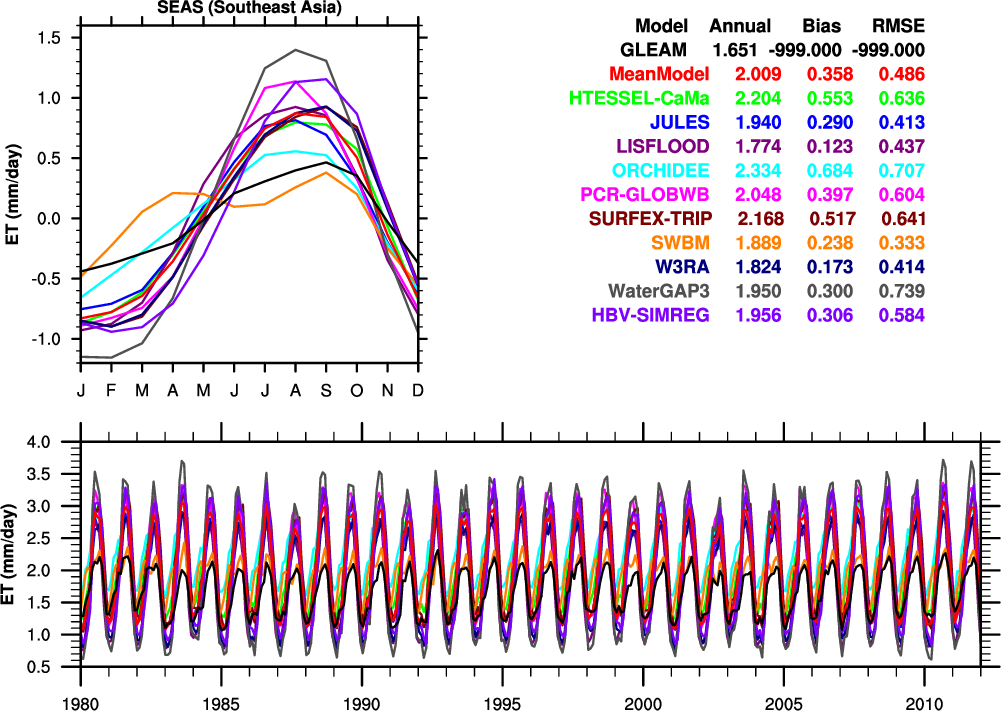 SEAS (Southeast Asia)
Model Annual Bias RMSE
GLEAM 1.651 -999.000 -999.000
MeanModel 2.009 0.358 0.486
HTESSEL-CaMa 2.204 0.553 0.636
JULES 1.940 0.290 0.413
LISFLOOD 1.774 0.123 0.437
ORCHIDEE 2.334 0.684 0.707
PCR-GLOBWB 2.048 0.397 0.604
SURFEX-TRIP 2.168 0.517 0.641
SWBM 1.889 0.238 0.333
W3RA 1.824 0.173 0.414
WaterGAP3 1.950 0.300 0.739
HBV-SIMREG 1.956 0.306 0.584
ET (mm/day)
1.5
1.0
0.5
0.0
-0.5
-1.0
J F M A M J J A S O N D
ET (mm/day)
4.0
3.5
3.0
2.5
2.0
1.5
1.0
0.5
1980 1985 1990 1995 2000 2005 2010